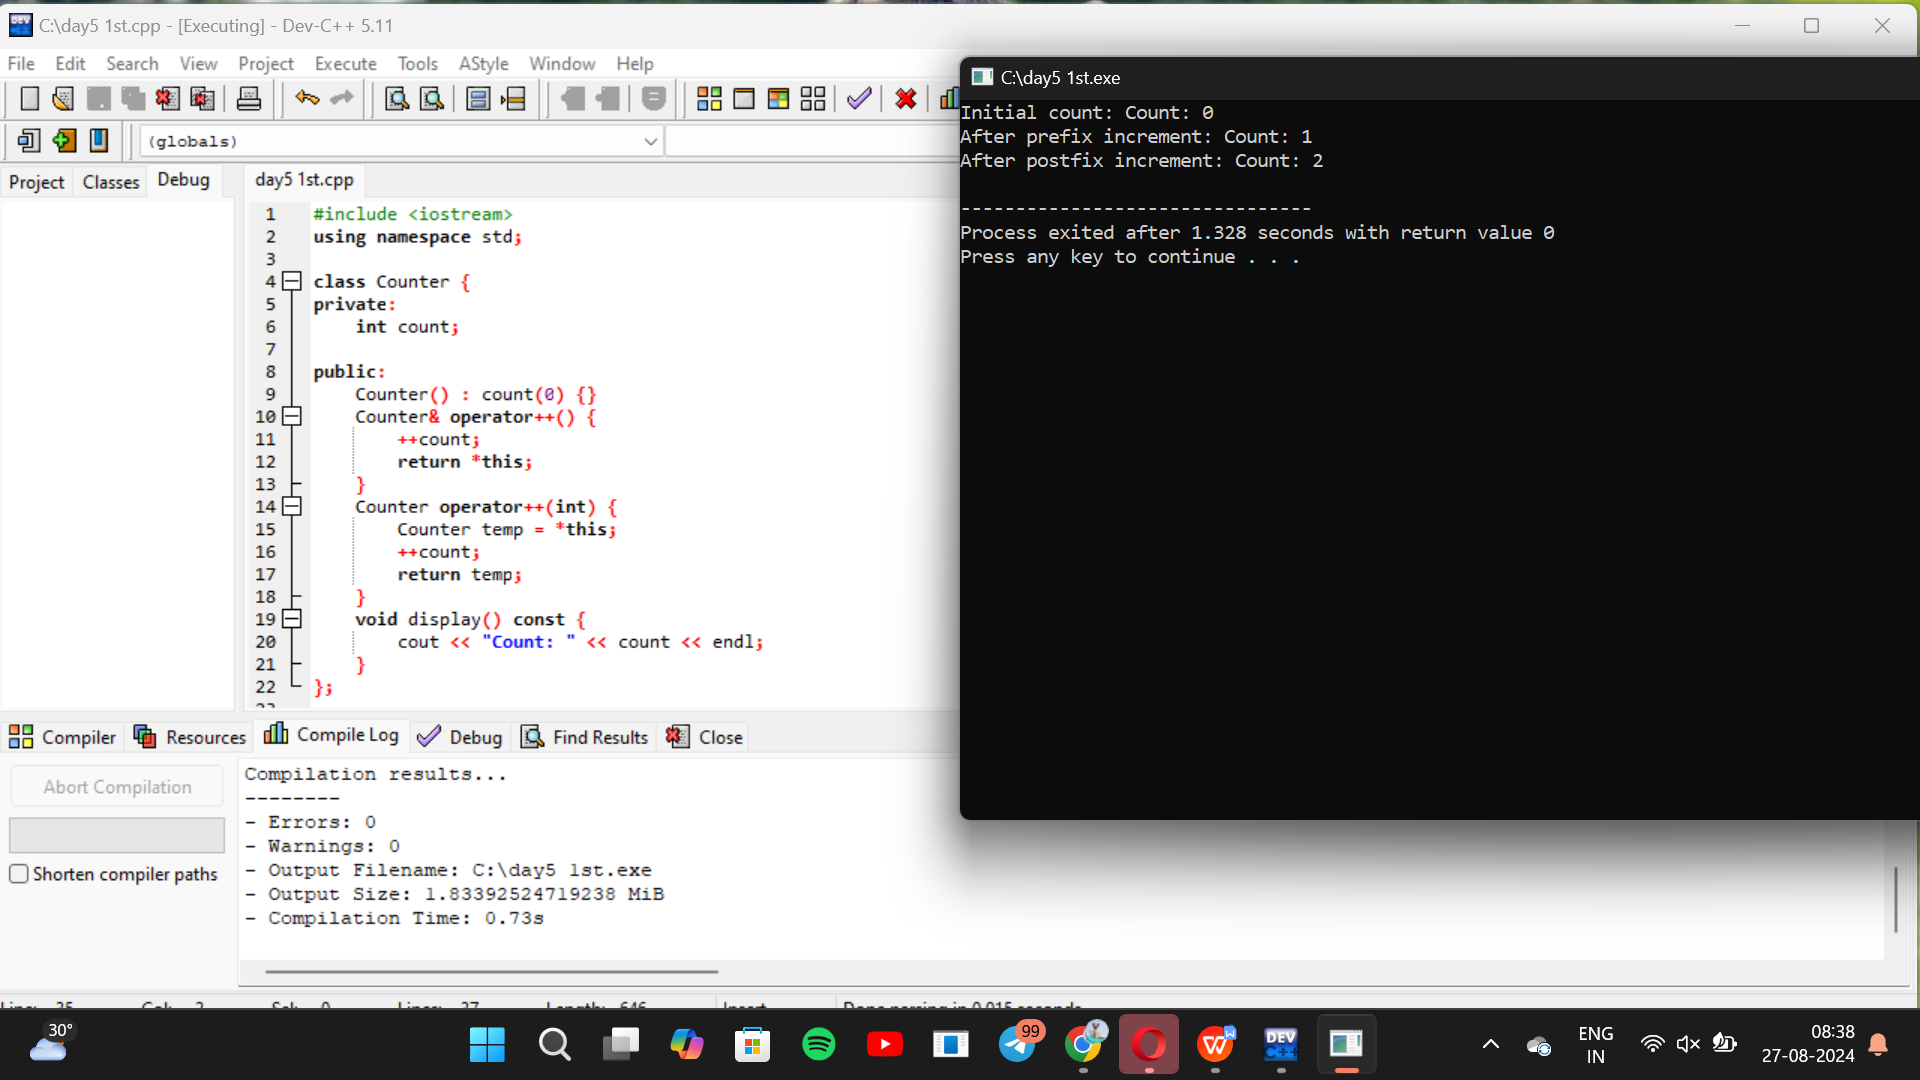 C:\day5 1st.cpp - [Executing] - Dev-C++ 5.11
File Edit Search View Project Execute Tools AStyle Window Help
(globals)
Project Classes Debug
day5 1st.cpp
1 #include <iostream>
2 using namespace std;
3
4 class Counter {
5 private:
6 int count;
7
8 public:
9 Counter() : count(0) {}
10 Counter& operator++() {
11 ++count;
12 return *this;
13 }
14 Counter operator++(int) {
15 Counter temp = *this;
16 ++count;
17 return temp;
18 }
19 void display() const {
20 cout << "Count: " << count << endl;
21 }
22 };
C:\day5 1st.exe
Initial count: Count: 0
After prefix increment: Count: 1
After postfix increment: Count: 2
--------------------------------
Process exited after 1.328 seconds with return value 0
Press any key to continue . . .
Compiler Resources Compile Log Debug Find Results Close
Abort Compilation
Shorten compiler paths
Compilation results...
--------
- Errors: 0
- Warnings: 0
- Output Filename: C:\day5 1st.exe
- Output Size: 1.83392524719238 MiB
- Compilation Time: 0.73s
30°
99
DEV
C++
ENG
IN
08:38
27-08-2024